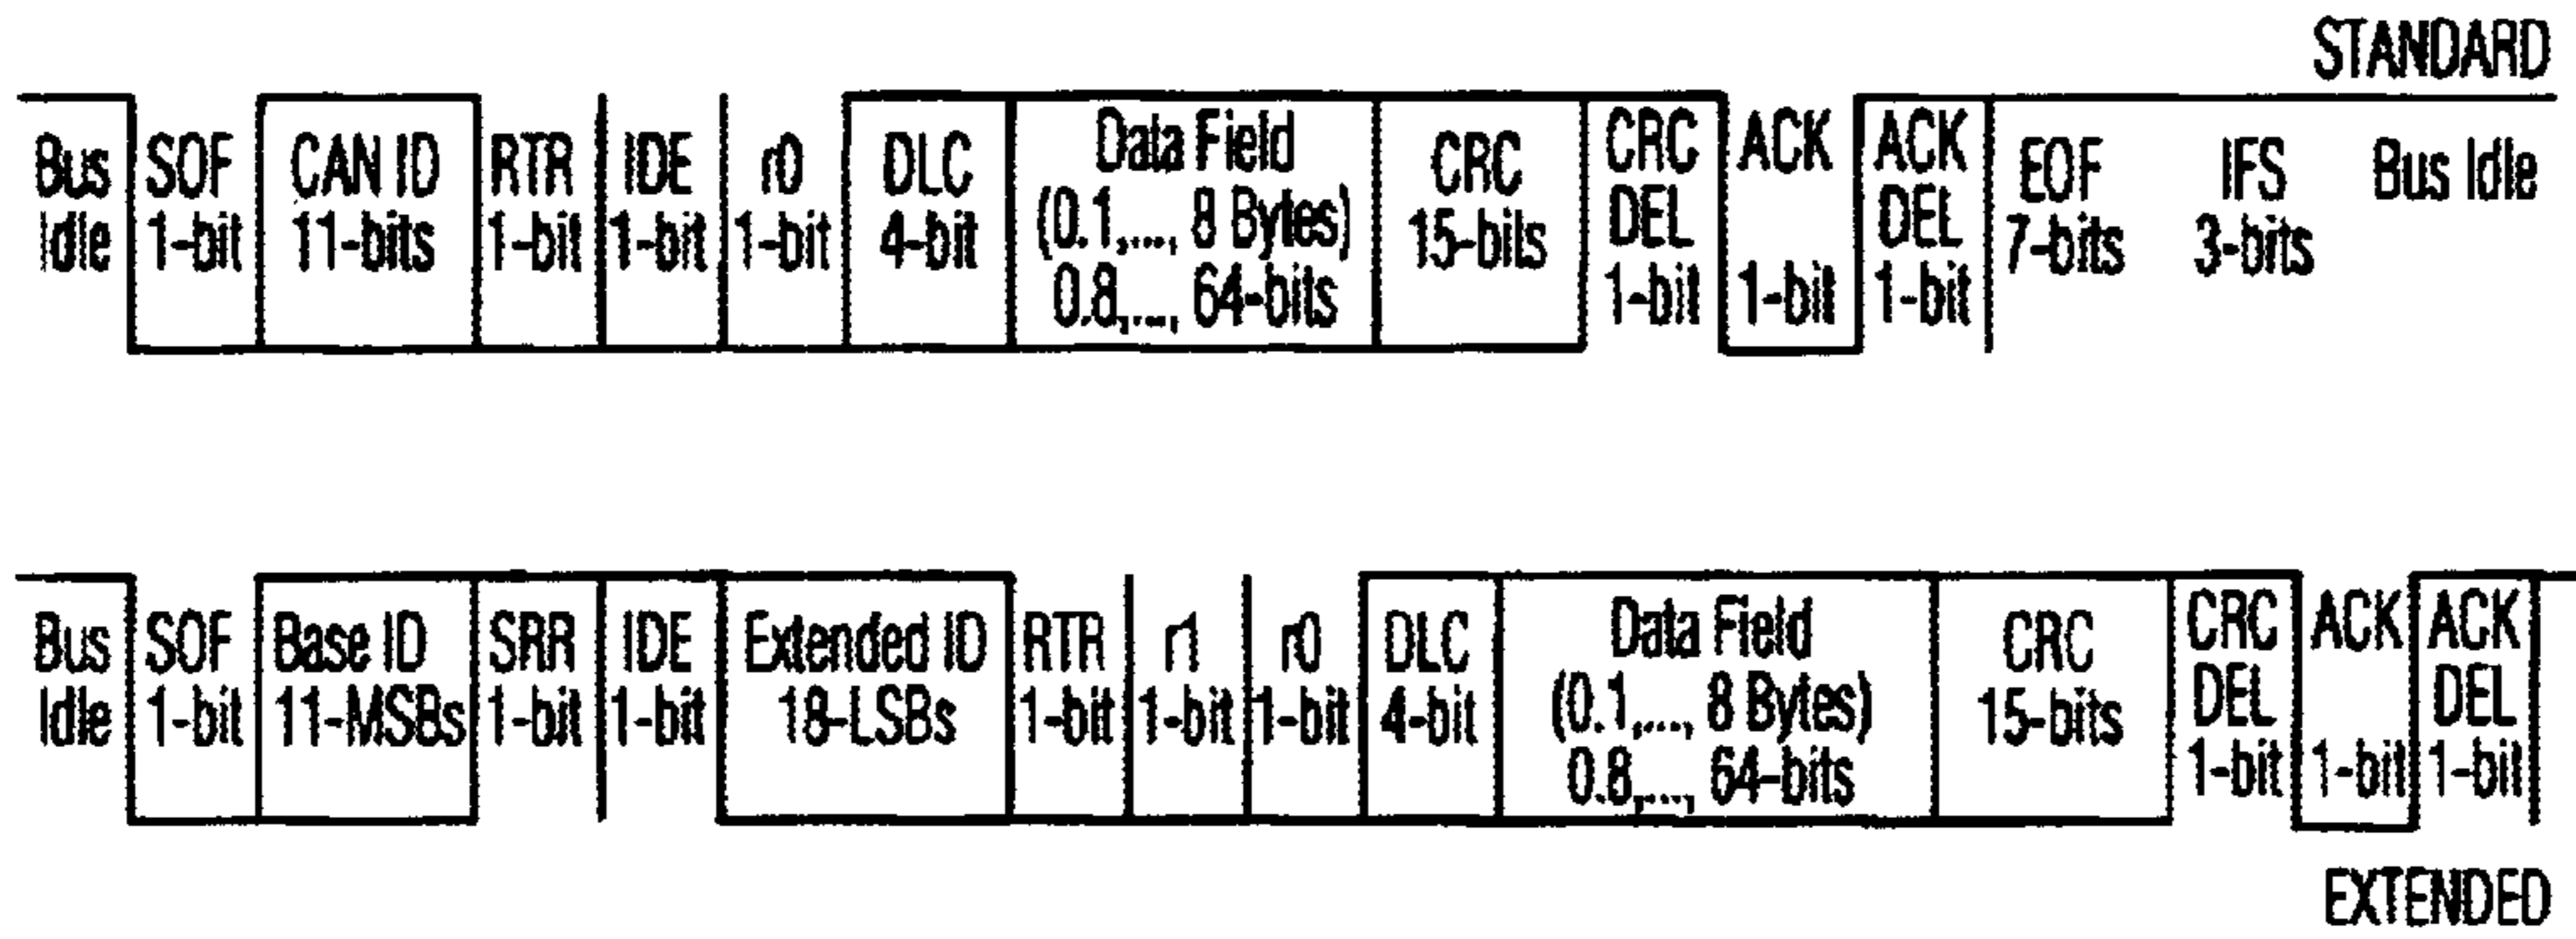 STANDARD
Bus Idle
SOF 1-bit
CAN ID 11-bits
RTR 1-bit
IDE 1-bit
r0 1-bit
DLC 4-bit
Data Field (0.1,..., 8 Bytes) 0.8,..., 64-bits
CRC 15-bits
CRC DEL 1-bit
ACK 1-bit
ACK DEL 1-bit
EOF 7-bits
IFS 3-bits
Bus Idle
Bus Idle
SOF 1-bit
Base ID 11-MSBs
SRR 1-bit
IDE 1-bit
Extended ID 18-LSBs
RTR 1-bit
r1 1-bit
r0 1-bit
DLC 4-bit
Data Field (0.1,..., 8 Bytes) 0.8,..., 64-bits
CRC 15-bits
CRC DEL 1-bit
ACK 1-bit
ACK DEL 1-bit
EXTENDED